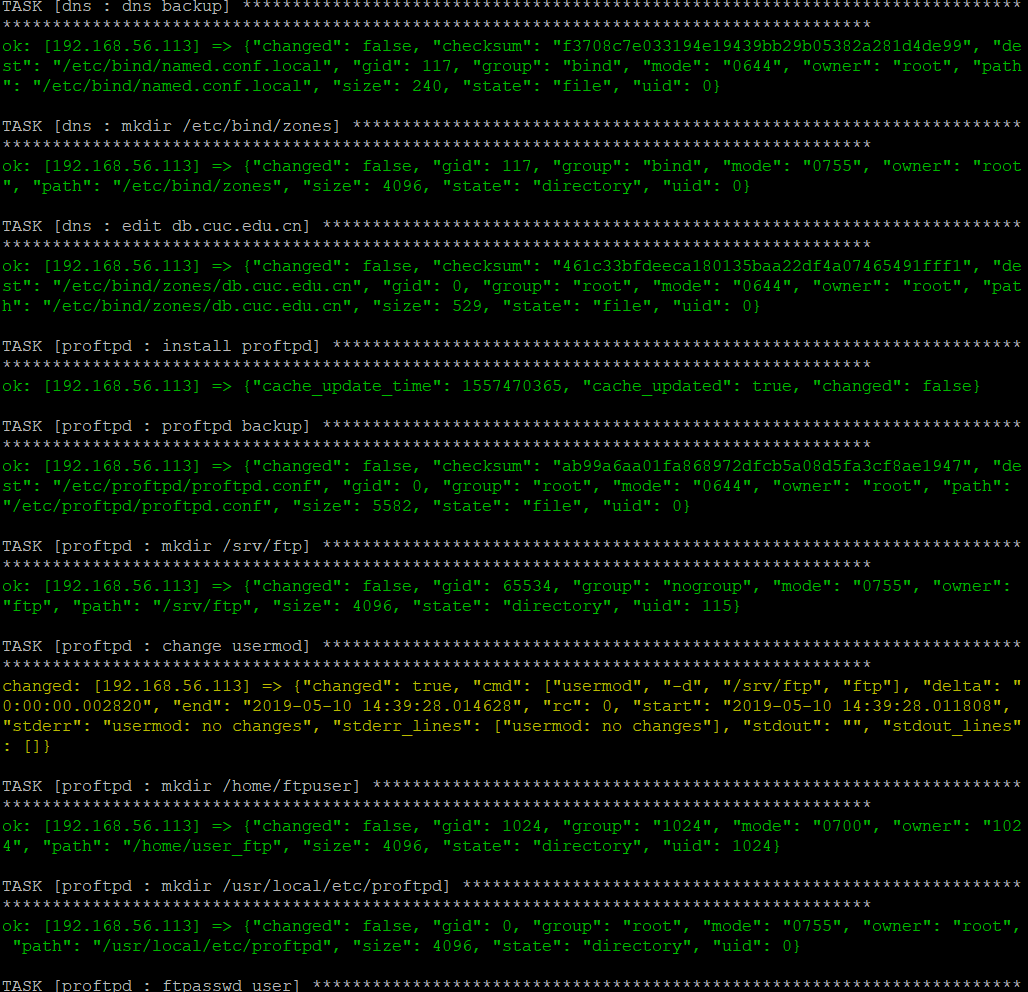 TASK [dns : dns backup] ******************************************************************************
***************************************************************************************
ok: [192.168.56.113] => {"changed": false, "checksum": "f3708c7e033194e19439bb29b05382a281d4de99", "de
st": "/etc/bind/named.conf.local", "gid": 117, "group": "bind", "mode": "0644", "owner": "root", "path
": "/etc/bind/named.conf.local", "size": 240, "state": "file", "uid": 0}
TASK [dns : mkdir /etc/bind/zones] *******************************************************************
***************************************************************************************
ok: [192.168.56.113] => {"changed": false, "gid": 117, "group": "bind", "mode": "0755", "owner": "root
", "path": "/etc/bind/zones", "size": 4096, "state": "directory", "uid": 0}
TASK [dns : edit db.cuc.edu.cn] **********************************************************************
***************************************************************************************
ok: [192.168.56.113] => {"changed": false, "checksum": "461c33bfdeeca180135baa22df4a07465491fff1", "de
st": "/etc/bind/zones/db.cuc.edu.cn", "gid": 0, "group": "root", "mode": "0644", "owner": "root", "pat
h": "/etc/bind/zones/db.cuc.edu.cn", "size": 529, "state": "file", "uid": 0}
TASK [proftpd : install proftpd] *********************************************************************
***************************************************************************************
ok: [192.168.56.113] => {"cache_update_time": 1557470365, "cache_updated": true, "changed": false}
TASK [proftpd : proftpd backup] **********************************************************************
***************************************************************************************
ok: [192.168.56.113] => {"changed": false, "checksum": "ab99a6aa01fa868972dfcb5a08d5fa3cf8ae1947", "de
st": "/etc/proftpd/proftpd.conf", "gid": 0, "group": "root", "mode": "0644", "owner": "root", "path":
"/etc/proftpd/proftpd.conf", "size": 5582, "state": "file", "uid": 0}
TASK [proftpd : mkdir /srv/ftp] **********************************************************************
***************************************************************************************
ok: [192.168.56.113] => {"changed": false, "gid": 65534, "group": "nogroup", "mode": "0755", "owner":
"ftp", "path": "/srv/ftp", "size": 4096, "state": "directory", "uid": 115}
TASK [proftpd : change usermod] **********************************************************************
***************************************************************************************
changed: [192.168.56.113] => {"changed": true, "cmd": ["usermod", "-d", "/srv/ftp", "ftp"], "delta": "
0:00:00.002820", "end": "2019-05-10 14:39:28.014628", "rc": 0, "start": "2019-05-10 14:39:28.011808",
"stderr": "usermod: no changes", "stderr_lines": ["usermod: no changes"], "stdout": "", "stdout_lines"
: []}
TASK [proftpd : mkdir /home/ftpuser] *****************************************************************
***************************************************************************************
ok: [192.168.56.113] => {"changed": false, "gid": 1024, "group": "1024", "mode": "0700", "owner": "102
4", "path": "/home/user_ftp", "size": 4096, "state": "directory", "uid": 1024}
TASK [proftpd : mkdir /usr/local/etc/proftpd] ********************************************************
***************************************************************************************
ok: [192.168.56.113] => {"changed": false, "gid": 0, "group": "root", "mode": "0755", "owner": "root",
"path": "/usr/local/etc/proftpd", "size": 4096, "state": "directory", "uid": 0}
TASK [proftpd : ftpasswd user] ***********************************************************************